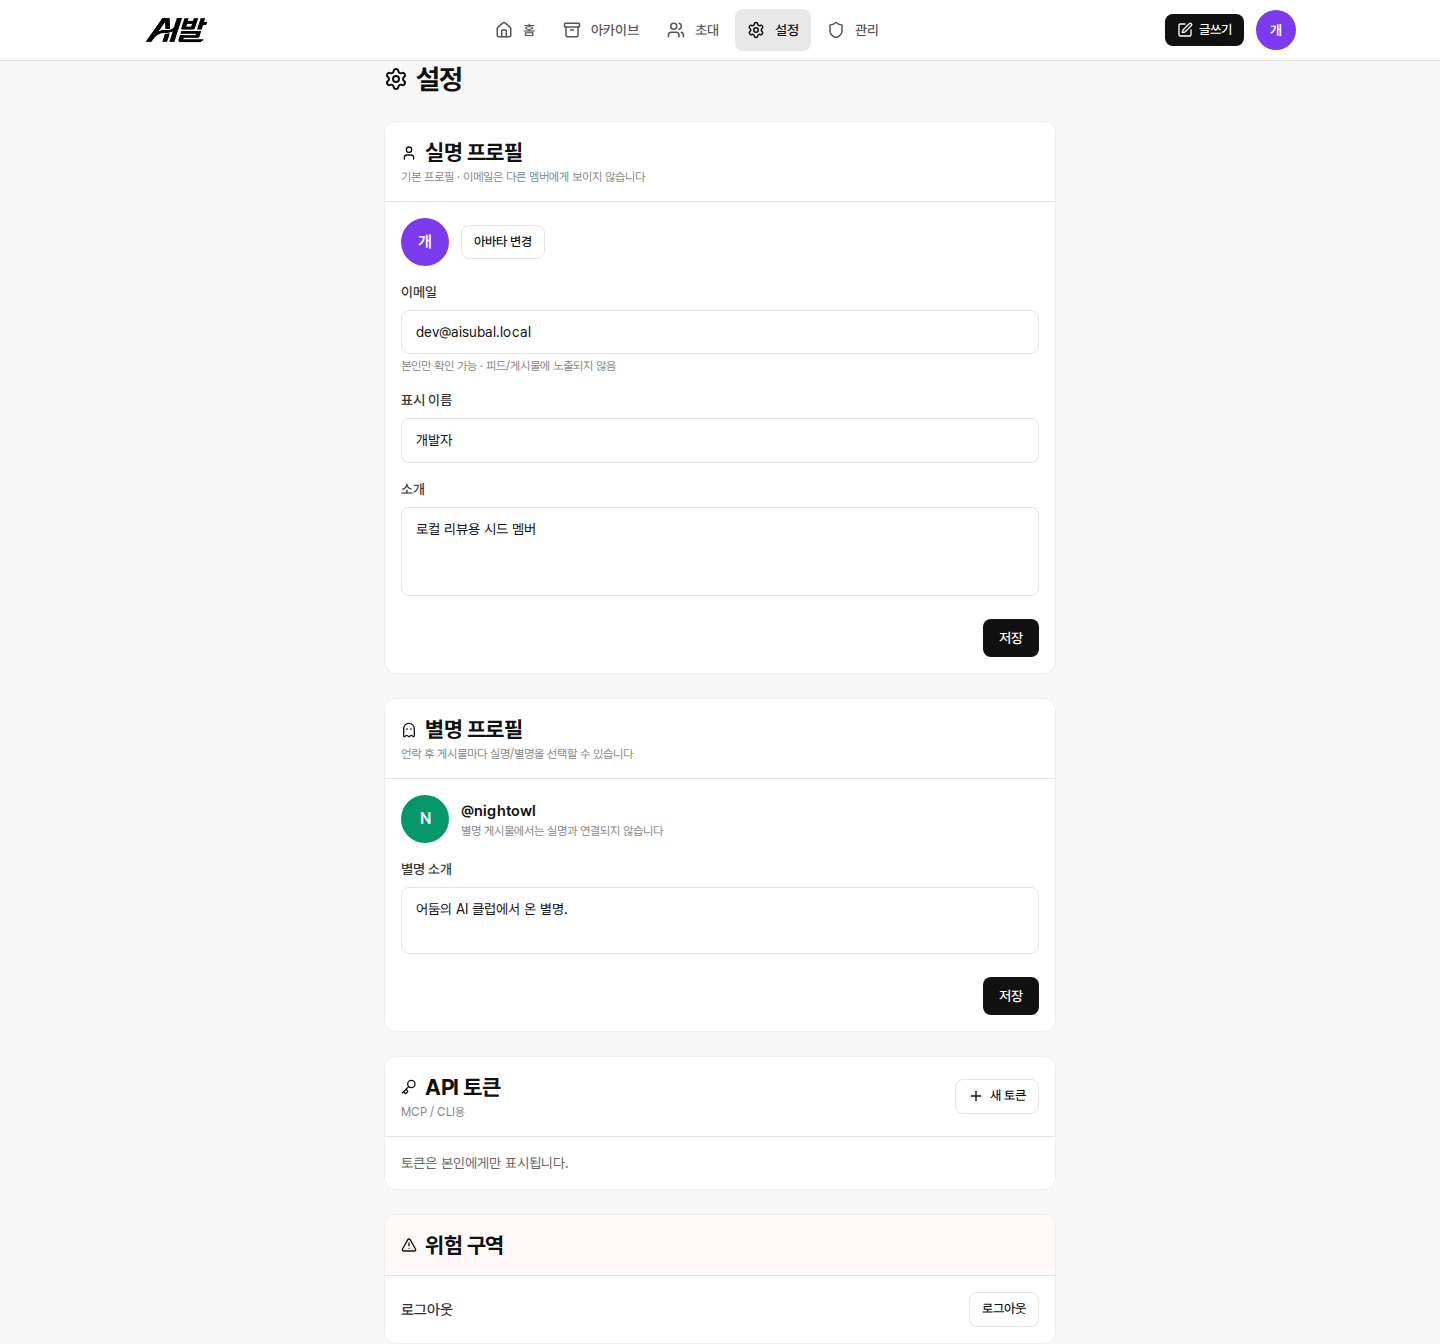 AI발
홈
아카이브
초대
설정
관리
글쓰기
개
설정
실명 프로필
기본 프로필 · 이메일은 다른 멤버에게 보이지 않습니다
개
아바타 변경
이메일
dev@aisubal.local
본인만 확인 가능 · 피드/게시물에 노출되지 않음
표시 이름
개발자
소개
로컬 리뷰용 시드 멤버
저장
별명 프로필
언락 후 게시물마다 실명/별명을 선택할 수 있습니다
N
@nightowl
별명 게시물에서는 실명과 연결되지 않습니다
별명 소개
어둠의 AI 클럽에서 온 별명.
저장
API 토큰
MCP / CLI용
새 토큰
토큰은 본인에게만 표시됩니다.
위험 구역
로그아웃
로그아웃